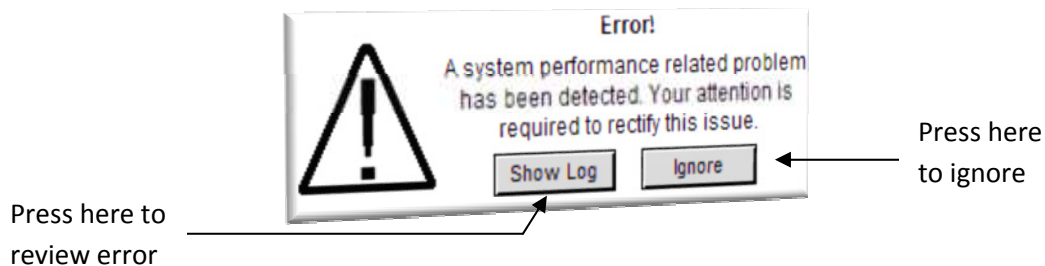 Error!
A system performance related problem
has been detected. Your attention is
required to rectify this issue.
Show Log
Ignore
Press here
to ignore
Press here to
review error